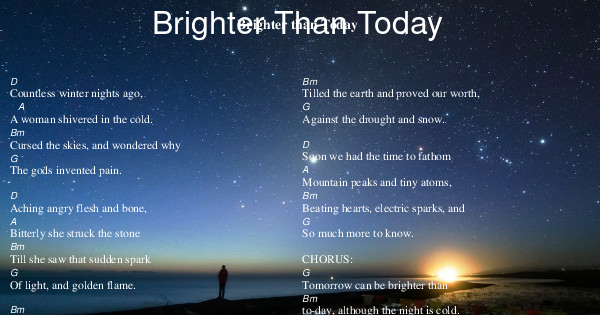 Brighter Than Today
Brighter than Today
D
Countless winter nights ago,
A
A woman shivered in the cold.
Bm
Cursed the skies, and wondered why
G
The gods invented pain.
D
Aching angry flesh and bone,
A
Bitterly she struck the stone
Bm
Till she saw that sudden spark
G
Of light, and golden flame.
Bm
Bm
Tilled the earth and proved our worth,
G
Against the drought and snow.
D
Soon we had the time to fathom
A
Mountain peaks and tiny atoms,
Bm
Beating hearts, electric sparks, and
G
So much more to know.
CHORUS:
G
Tomorrow can be brighter than
Bm
to-day, although the night is cold.